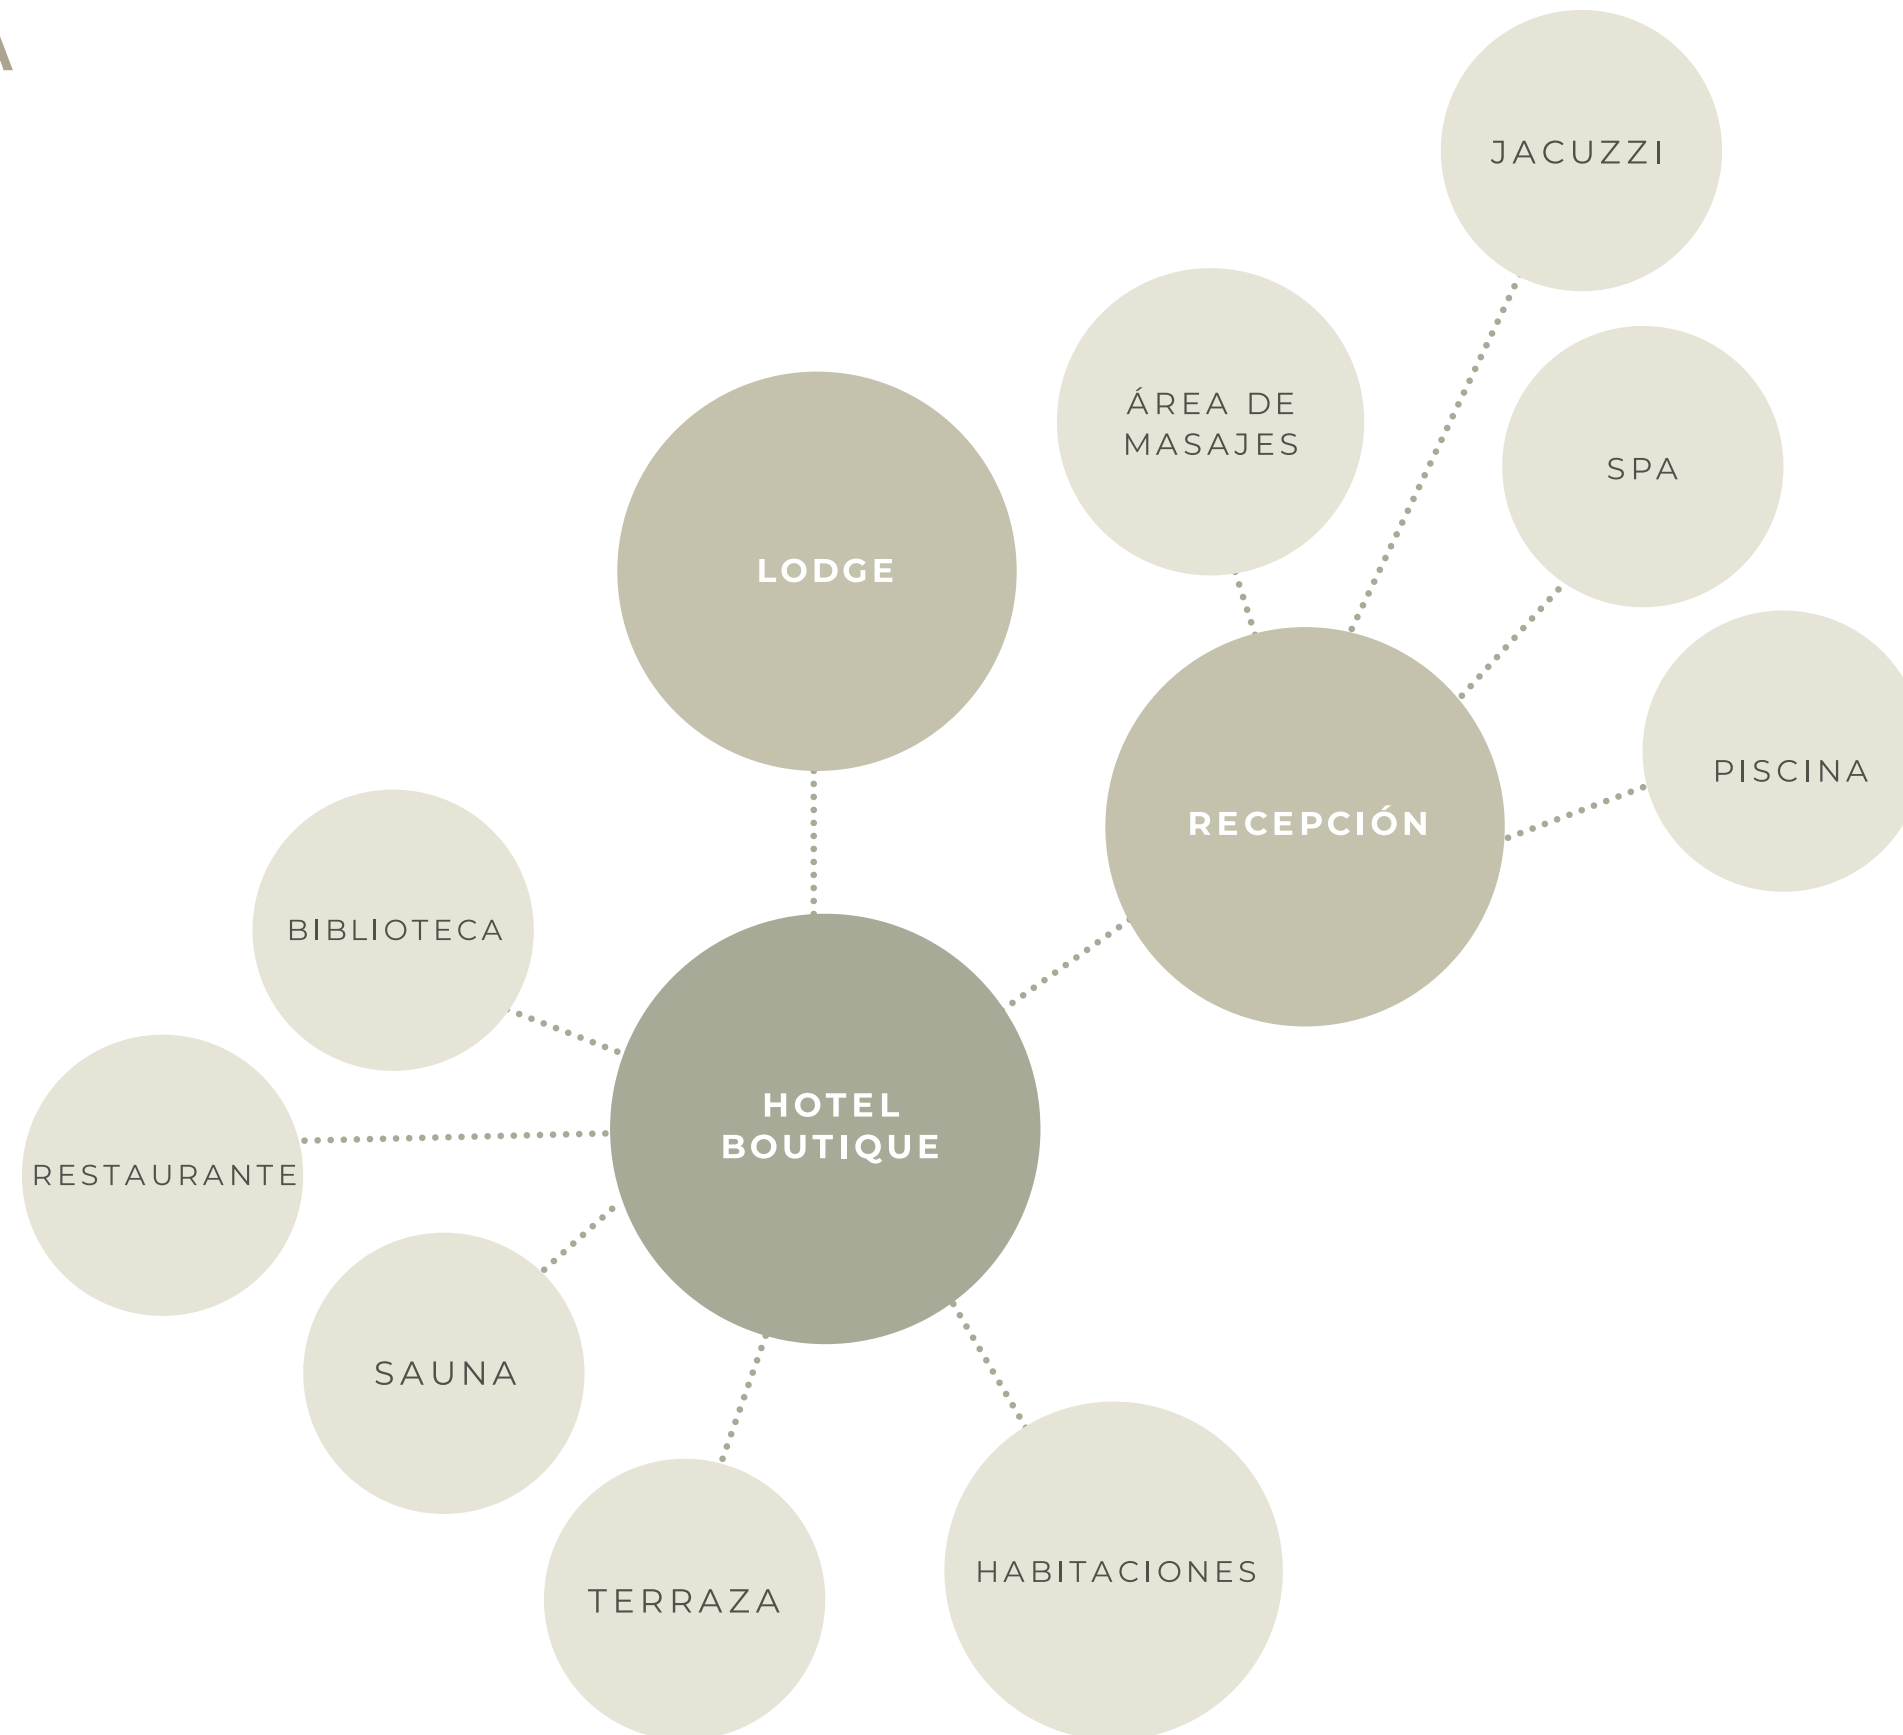 A
JACUZZI
ÁREA DE
MASAJES
SPA
LODGE
PISCINA
RECEPCIÓN
BIBLIOTECA
HOTEL
BOUTIQUE
RESTAURANTE
SAUNA
HABITACIONES
TERRAZA